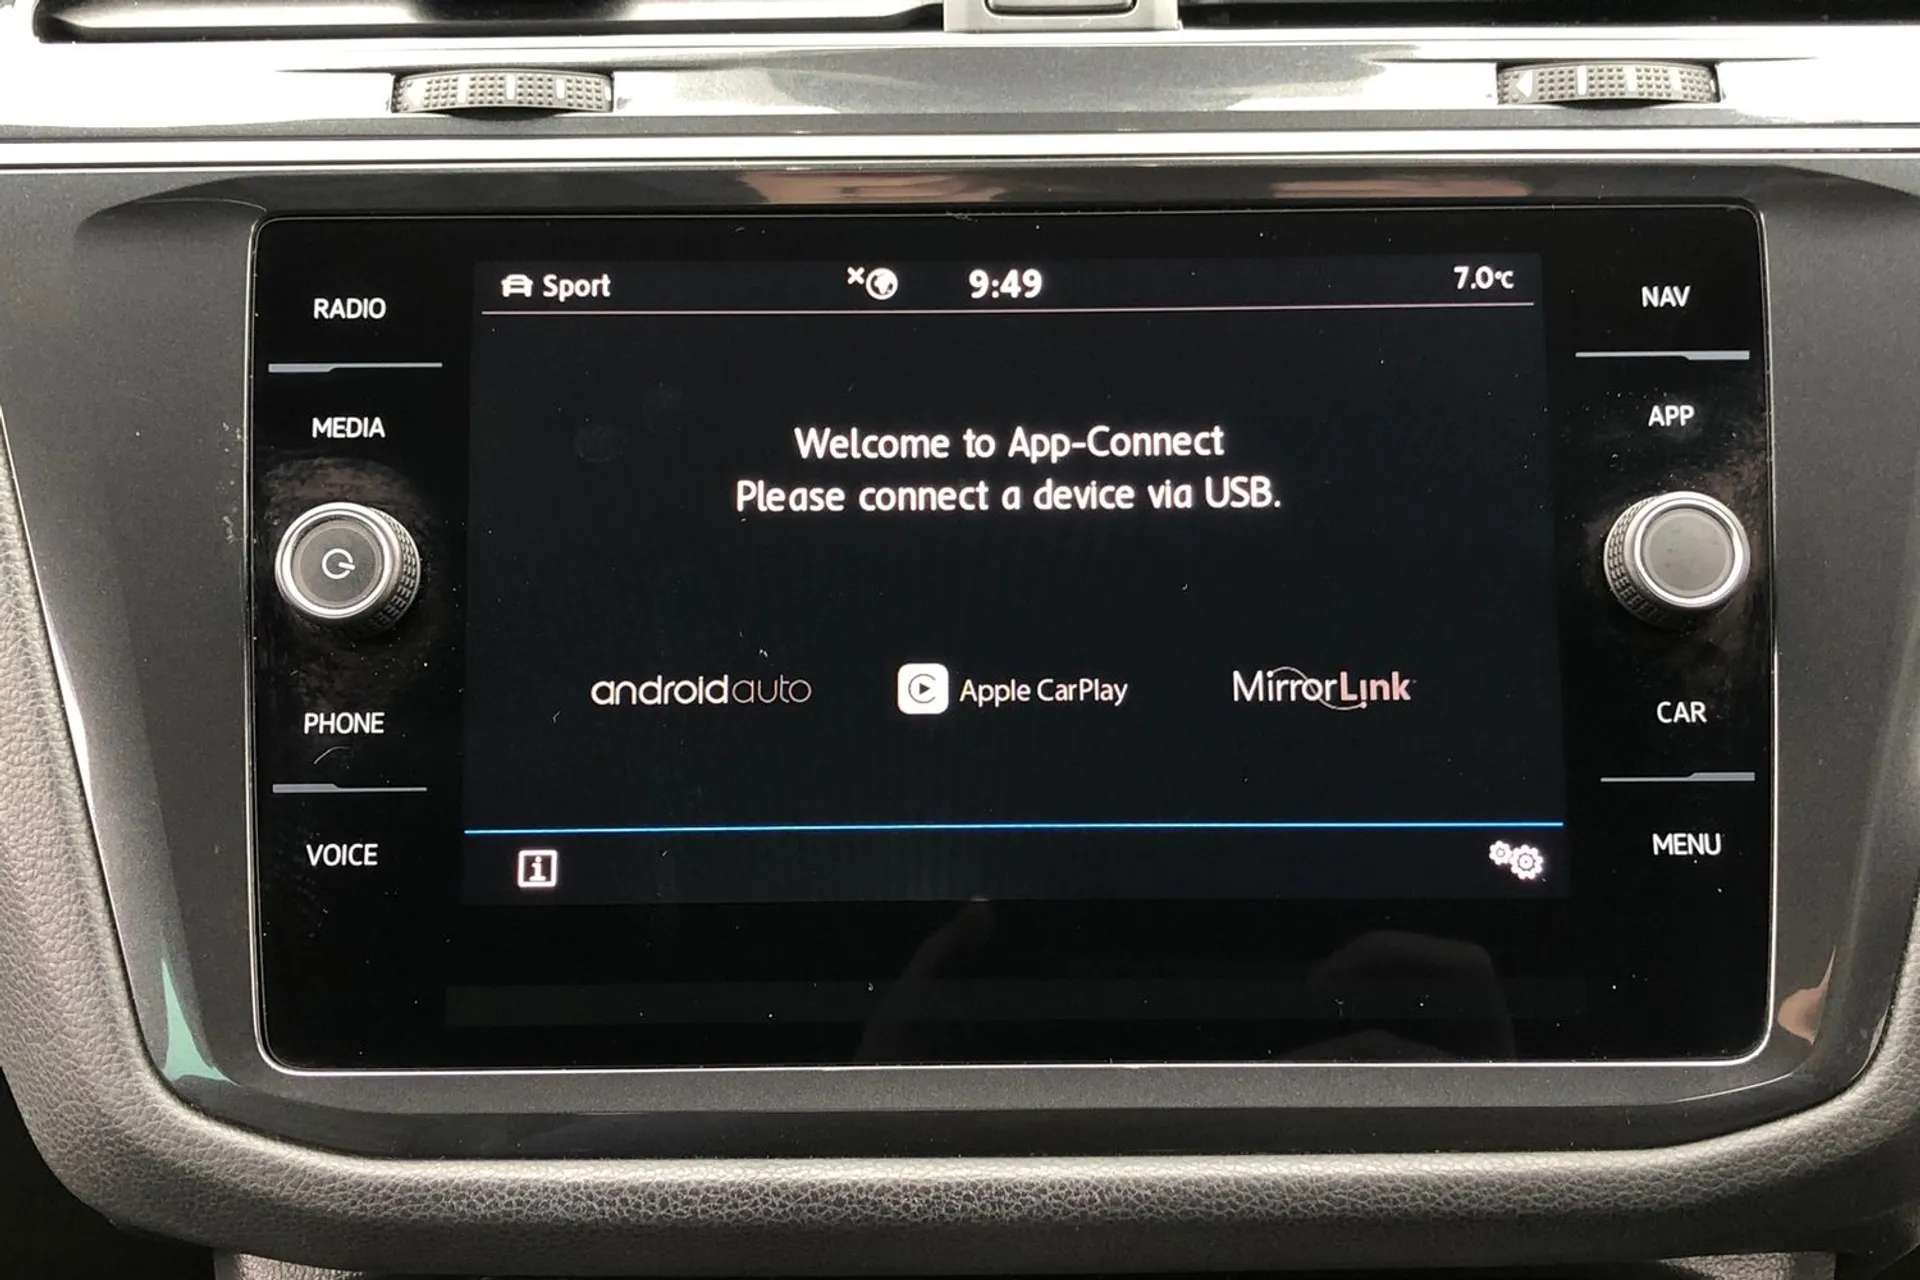 Sport 9:49 7.0°C
RADIO
MEDIA
PHONE
VOICE
Welcome to App-Connect
Please connect a device via USB.
androidauto
Apple CarPlay
MirrorLink
i
NAV
APP
CAR
MENU